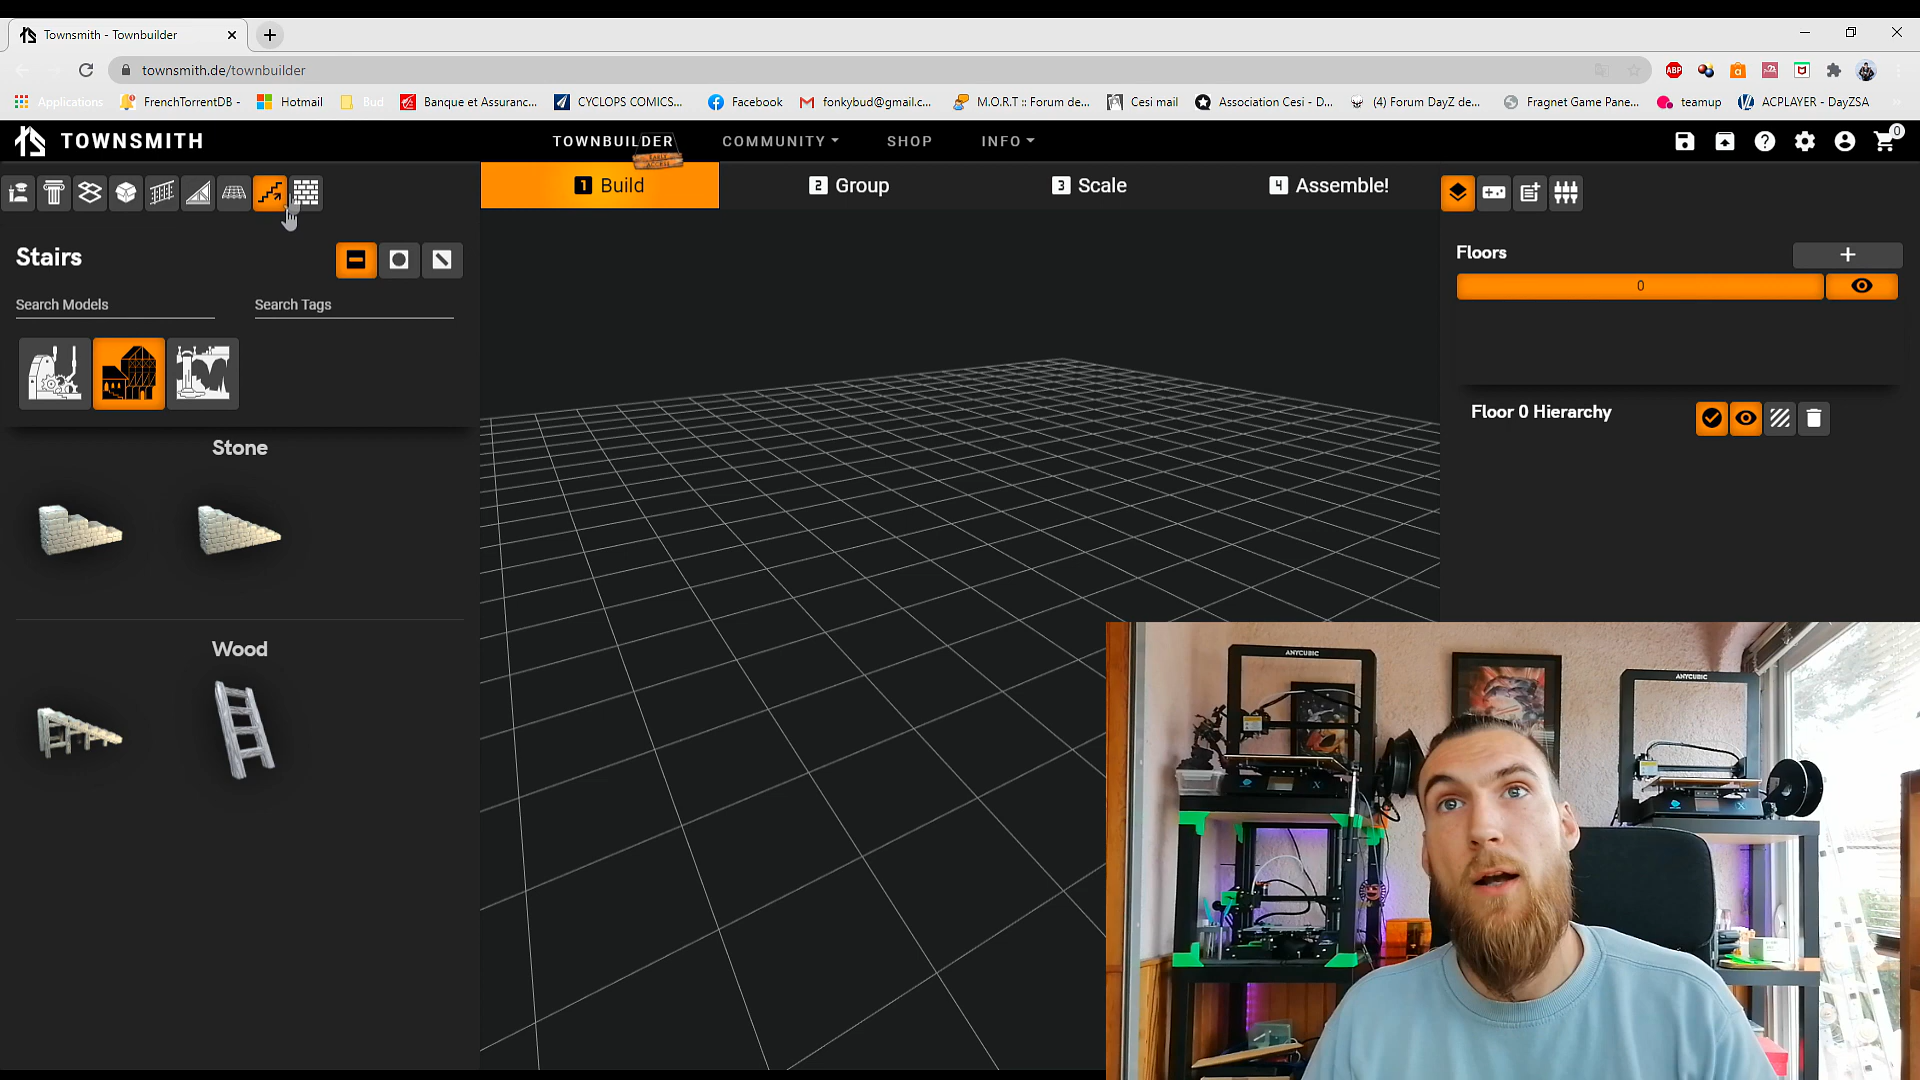 Townsmith - Townbuilder
townsmith.de/townbuilder
ABP
Applications
FrenchTorrentDB -
Hotmail
Bud
Banque et Assuranc...
CYCLOPS COMICS...
Facebook
fonkybud@gmail.c...
M.O.R.T :: Forum de...
Cesi mail
Association Cesi - D...
(4) Forum DayZ de...
Fragnet Game Pane...
teamup
ACPLAYER - DayZSA
TOWNSMITH
TOWNBUILDER
EARLY ACCESS
COMMUNITY
SHOP
INFO
0
1 Build
2 Group
3 Scale
4 Assemble!
Stairs
Search Models
Search Tags
Stone
Wood
Floors
+
0
Floor 0 Hierarchy
ANYCUBIC
ANYCUBIC